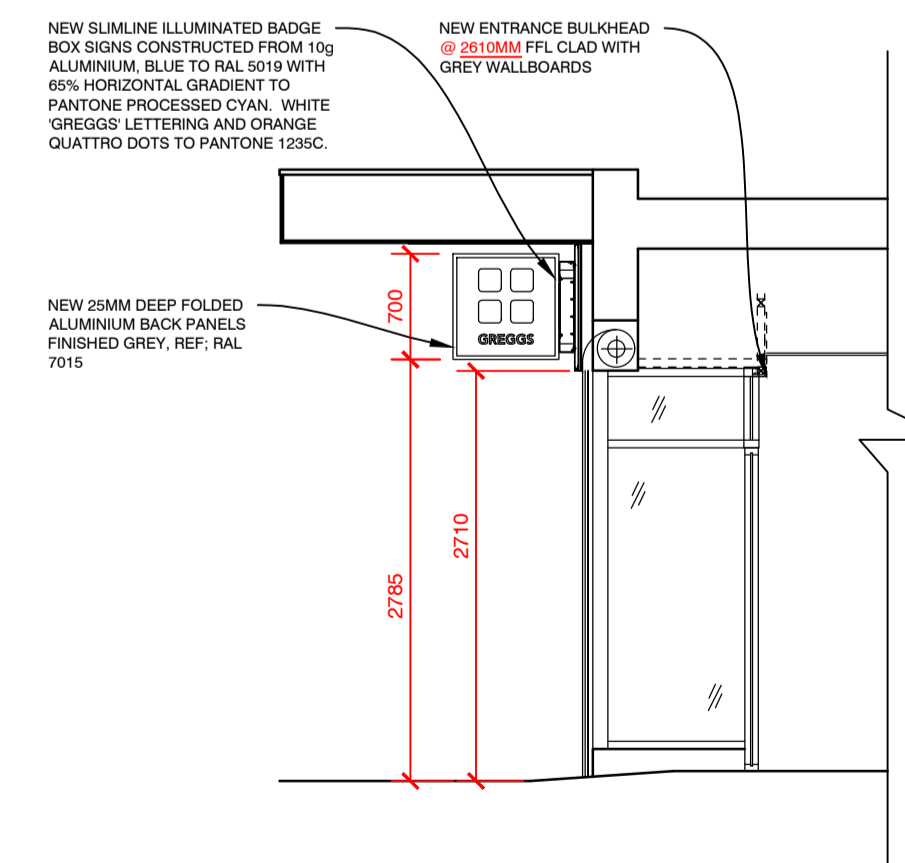 NEW SLIMLINE ILLUMINATED BADGE
BOX SIGNS CONSTRUCTED FROM 10g
ALUMINIUM, BLUE TO RAL 5019 WITH
65% HORIZONTAL GRADIENT TO
PANTONE PROCESSED CYAN. WHITE
'GREGGS' LETTERING AND ORANGE
QUATTRO DOTS TO PANTONE 1235C.
NEW ENTRANCE BULKHEAD
@ 2610MM FFL CLAD WITH
GREY WALLBOARDS
NEW 25MM DEEP FOLDED
ALUMINIUM BACK PANELS
FINISHED GREY, REF; RAL
7015
700
GREGGS
2710
2785